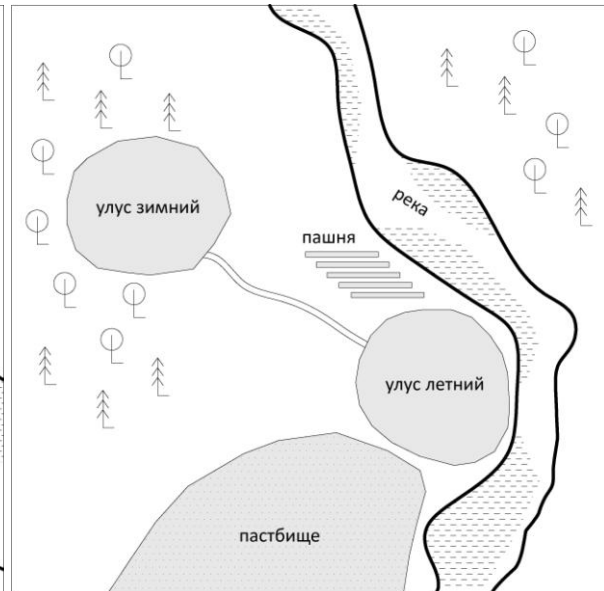 река
улус зимний
пашня
улус летний
пастбище